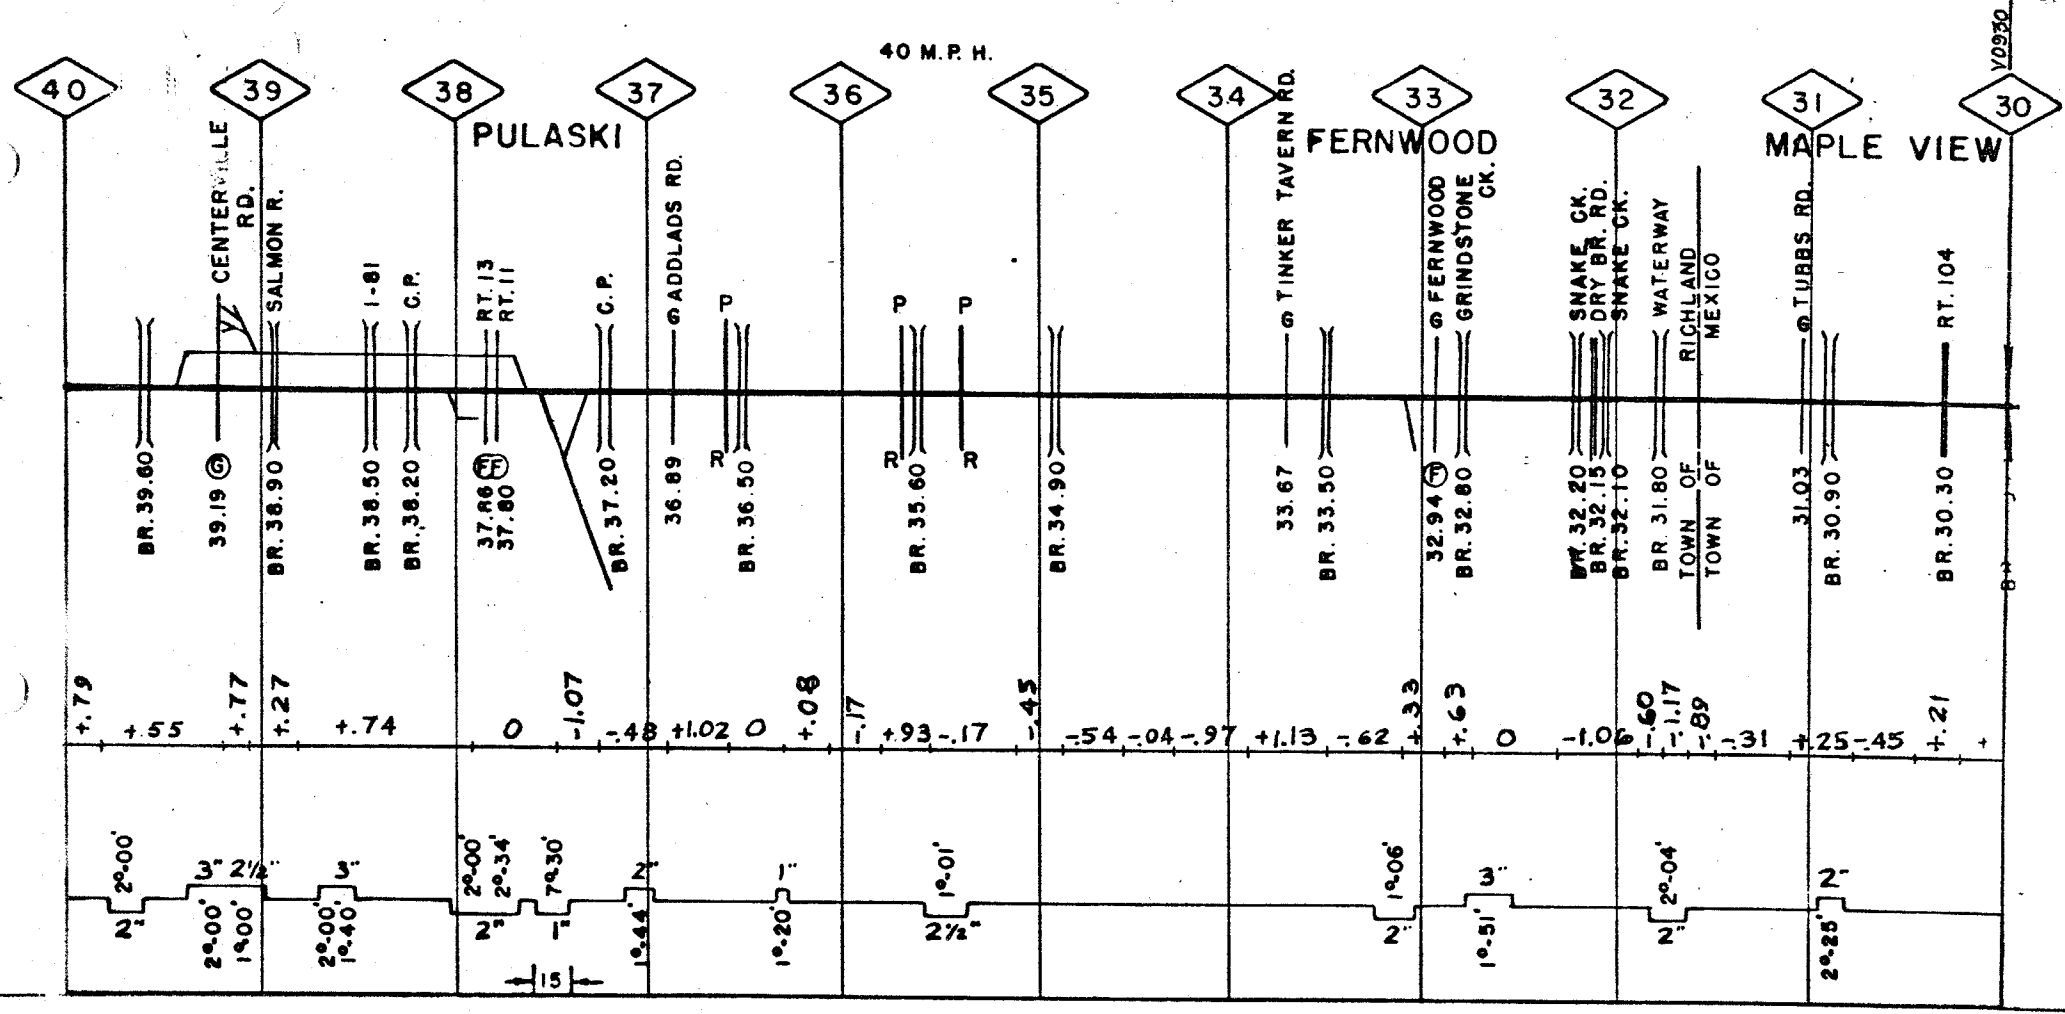 40 M.P.H.
V0930
40
39
38
37
36
35
34
33
32
31
30
PULASKI
FERNWOOD
MAPLE VIEW
CENTERVILLE
RD.
SALMON R.
I-81
C.P.
RT.13
RT.11
C.P.
G ADDLADS RD.
P
P
P
G TINKER TAVERN RD.
G FERNWOOD
GRINDSTONE
CK.
SNAKE CK.
DRY BR. RD.
SNAKE CK.
WATERWAY
RICHLAND
MEXICO
G TUBBS RD.
RT. 104
BR. 39.60
39.19 G
BR. 38.90
BR. 38.50
BR. 38.20
37.86 F
37.80 F
BR. 37.20
36.89
R
BR. 36.50
R
BR. 35.60
R
BR. 34.90
33.67
BR. 33.50
32.94 F
BR. 32.80
BR. 32.20
BR. 32.15
BR. 32.10
BR. 31.80
TOWN OF
TOWN OF
31.03
BR. 30.90
BR. 30.30
+.79
+.55
+.77
+.27
+.74
0
-1.07
-.48
+1.02
0
+.08
-.17
+.93
-.17
-.45
-.54
-.04
-.97
+1.13
-.62
+.33
+.63
0
-1.06
-.60
-1.17
-.89
-.31
+.25
-.45
+.21
+
2°-00'
2"
3" 2½"
2°-00'
1°-00'
3"
2°-00'
1°-40'
2°-00'
2°-34'
2"
7°-30'
1"
15
2"
1°-44'
1"
1°-20'
1°-01'
2½"
1°-06'
2"
3"
1°-51'
2°-04'
2"
2"
2°-25'